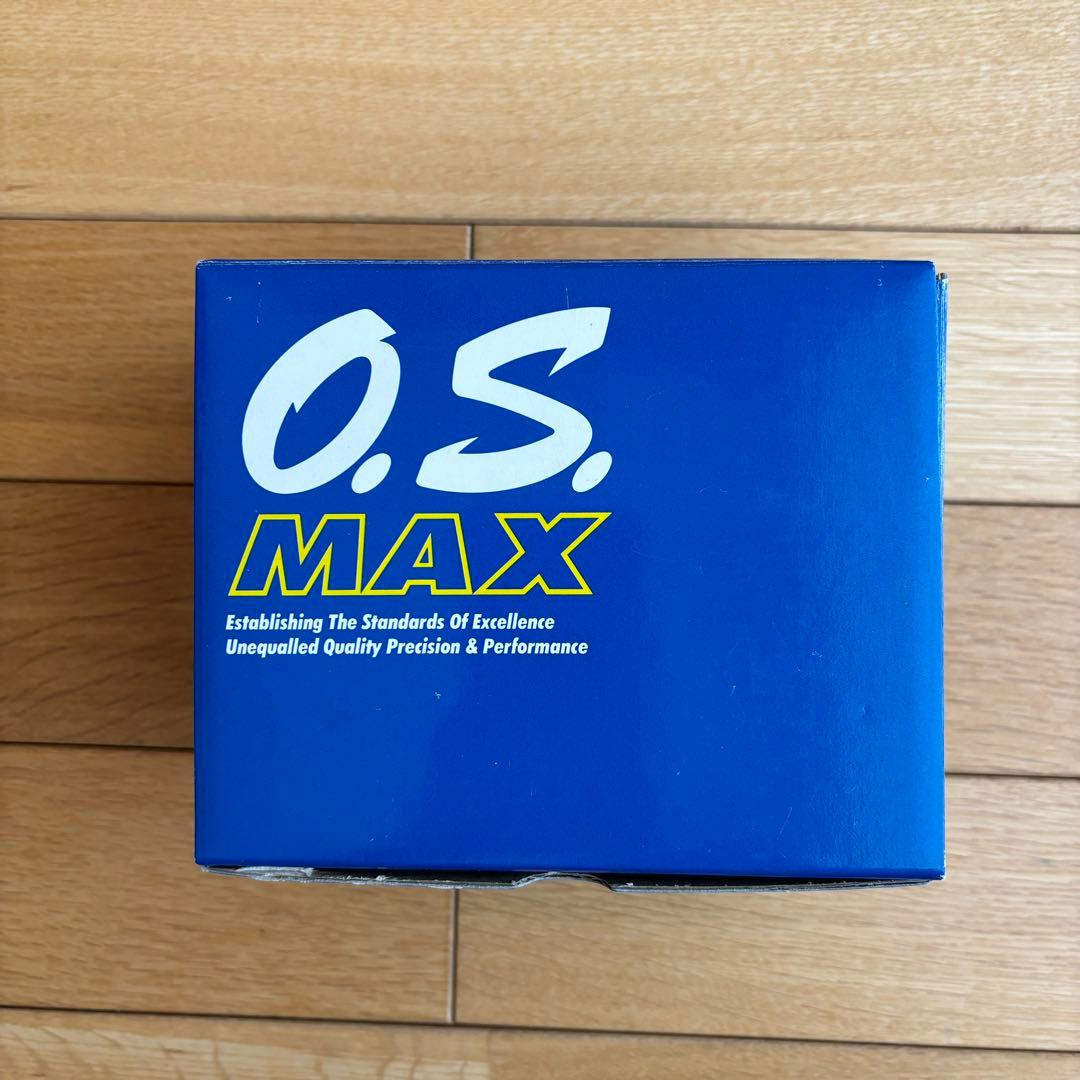 O.S.
MAX
Establishing The Standards Of Excellence
Unequalled Quality Precision & Performance